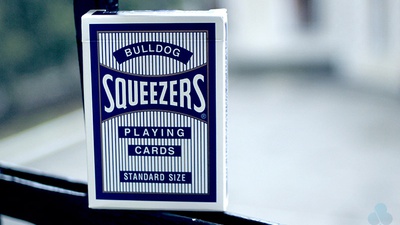 BULLDOG
SQUEEZERS®
PLAYING
CARDS
STANDARD SIZE